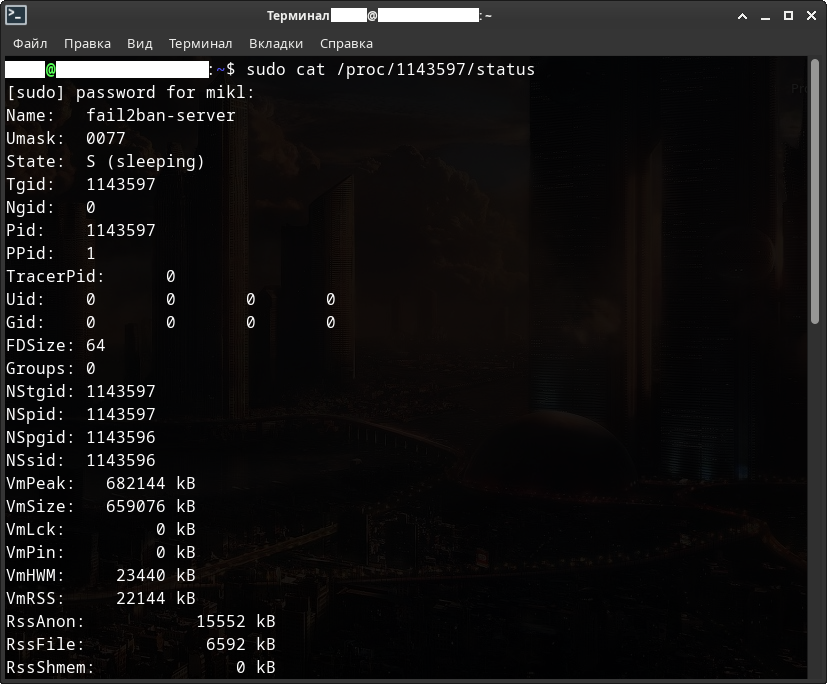 Терминал @ : ~
Файл Правка Вид Терминал Вкладки Справка
@ :~$ sudo cat /proc/1143597/status
[sudo] password for mikl:
Name: fail2ban-server
Umask: 0077
State: S (sleeping)
Tgid: 1143597
Ngid: 0
Pid: 1143597
PPid: 1
TracerPid: 0
Uid: 0 0 0 0
Gid: 0 0 0 0
FDSize: 64
Groups: 0
NStgid: 1143597
NSpid: 1143597
NSpgid: 1143596
NSsid: 1143596
VmPeak: 682144 kB
VmSize: 659076 kB
VmLck: 0 kB
VmPin: 0 kB
VmHWM: 23440 kB
VmRSS: 22144 kB
RssAnon: 15552 kB
RssFile: 6592 kB
RssShmem: 0 kB